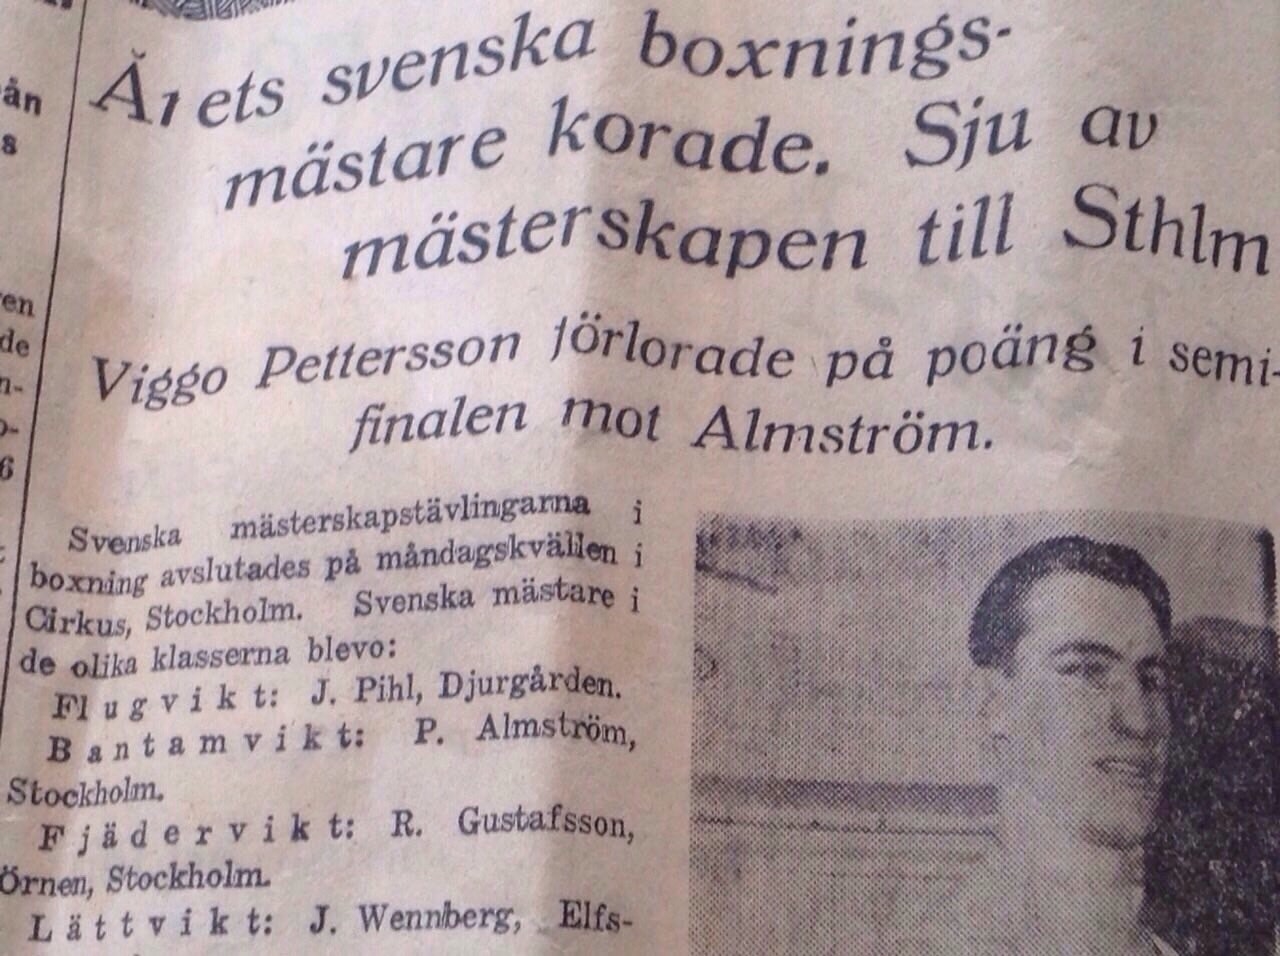 Årets svenska boxnings-
mästare korade. Sju av
mästerskapen till Sthlm
Viggo Pettersson förlorade på poäng i semi-
finalen mot Almström.
Svenska mästerskapstävlingarna i
boxning avslutades på måndagskvällen i
Cirkus, Stockholm. Svenska mästare i
de olika klasserna blevo:
Flugvikt: J. Pihl, Djurgården.
Bantamvikt: P. Almström,
Stockholm.
Fjädervikt: R. Gustafsson,
Örnen, Stockholm.
Lättvikt: J. Wennberg, Elfs-